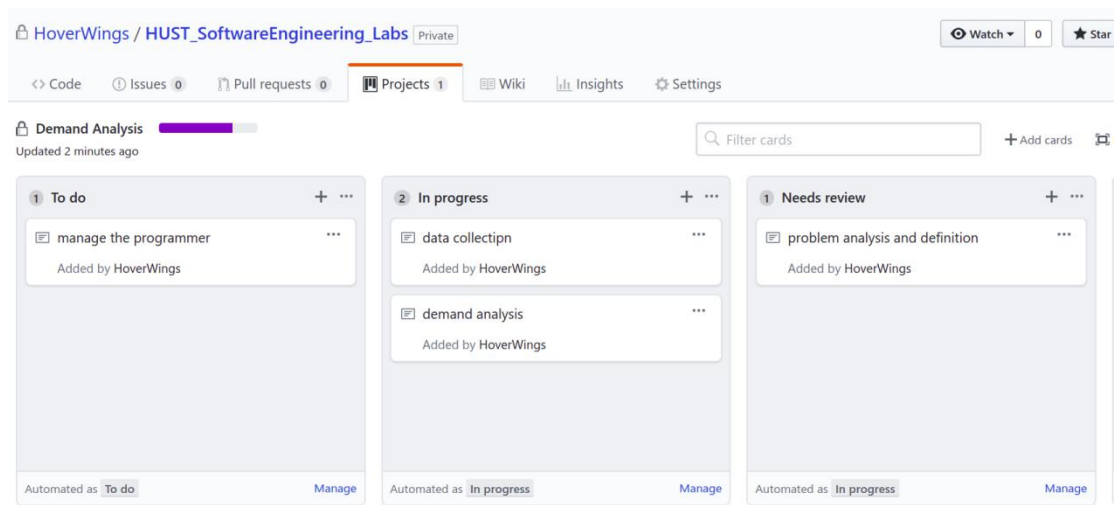 HoverWings / HUST_SoftwareEngineering_Labs Private
Watch 0 Star
Code Issues 0 Pull requests 0 Projects 1 Wiki Insights Settings
Demand Analysis
Updated 2 minutes ago
Filter cards
Add cards
1 To do
manage the programmer
Added by HoverWings
Automated as To do Manage
2 In progress
data collectipn
Added by HoverWings
demand analysis
Added by HoverWings
Automated as In progress Manage
1 Needs review
problem analysis and definition
Added by HoverWings
Automated as In progress Manage